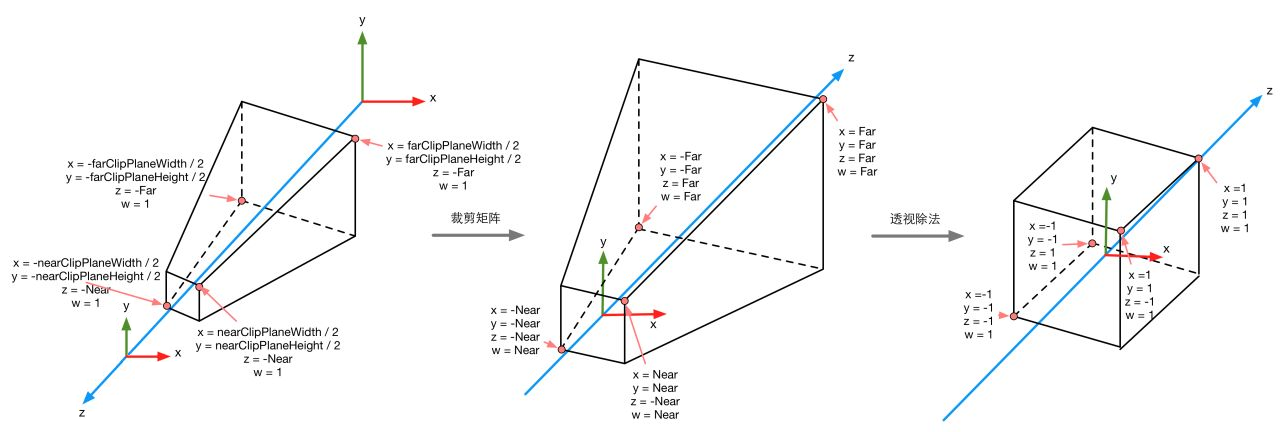 y
x
x = farClipPlaneWidth / 2
y = farClipPlaneHeight / 2
z = -Far
w = 1
x = -farClipPlaneWidth / 2
y = -farClipPlaneHeight / 2
z = -Far
w = 1
x = -nearClipPlaneWidth / 2
y = -nearClipPlaneHeight / 2
z = -Near
w = 1
y
x
z
x = nearClipPlaneWidth / 2
y = nearClipPlaneHeight / 2
z = -Near
w = 1
裁剪矩阵
z
x = Far
y = Far
z = Far
w = Far
x = -Far
y = -Far
z = Far
w = Far
y
x
x = -Near
y = -Near
z = -Near
w = Near
x = Near
y = Near
z = -Near
w = Near
透视除法
z
x =1
y = 1
z = 1
w = 1
y
x
x =-1
y = -1
z = 1
w = 1
x =1
y = 1
z = -1
w = 1
x =-1
y = -1
z = -1
w = 1